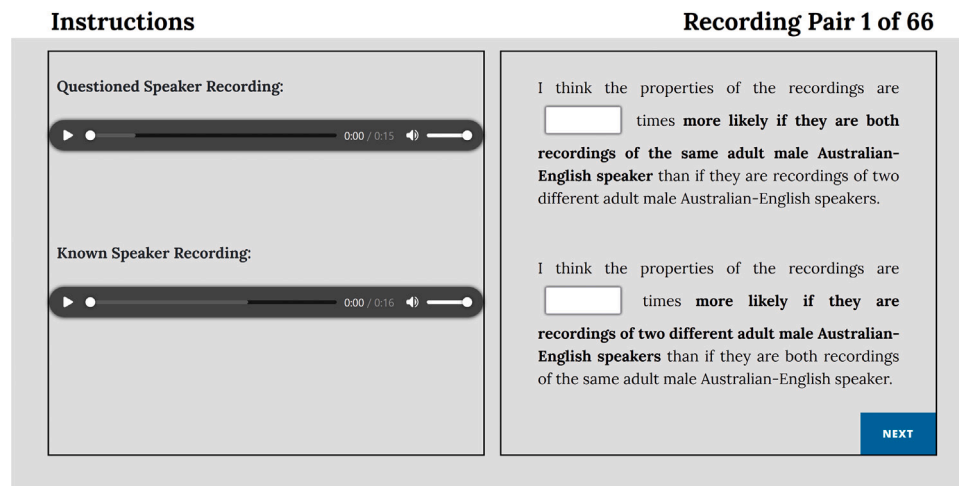 Instructions
Recording Pair 1 of 66
Questioned Speaker Recording:
0:00 / 0:15
Known Speaker Recording:
0:00 / 0:16
I think the properties of the recordings are
times more likely if they are both
recordings of the same adult male Australian-
English speaker than if they are recordings of two
different adult male Australian-English speakers.
I think the properties of the recordings are
times more likely if they are
recordings of two different adult male Australian-
English speakers than if they are both recordings
of the same adult male Australian-English speaker.
NEXT